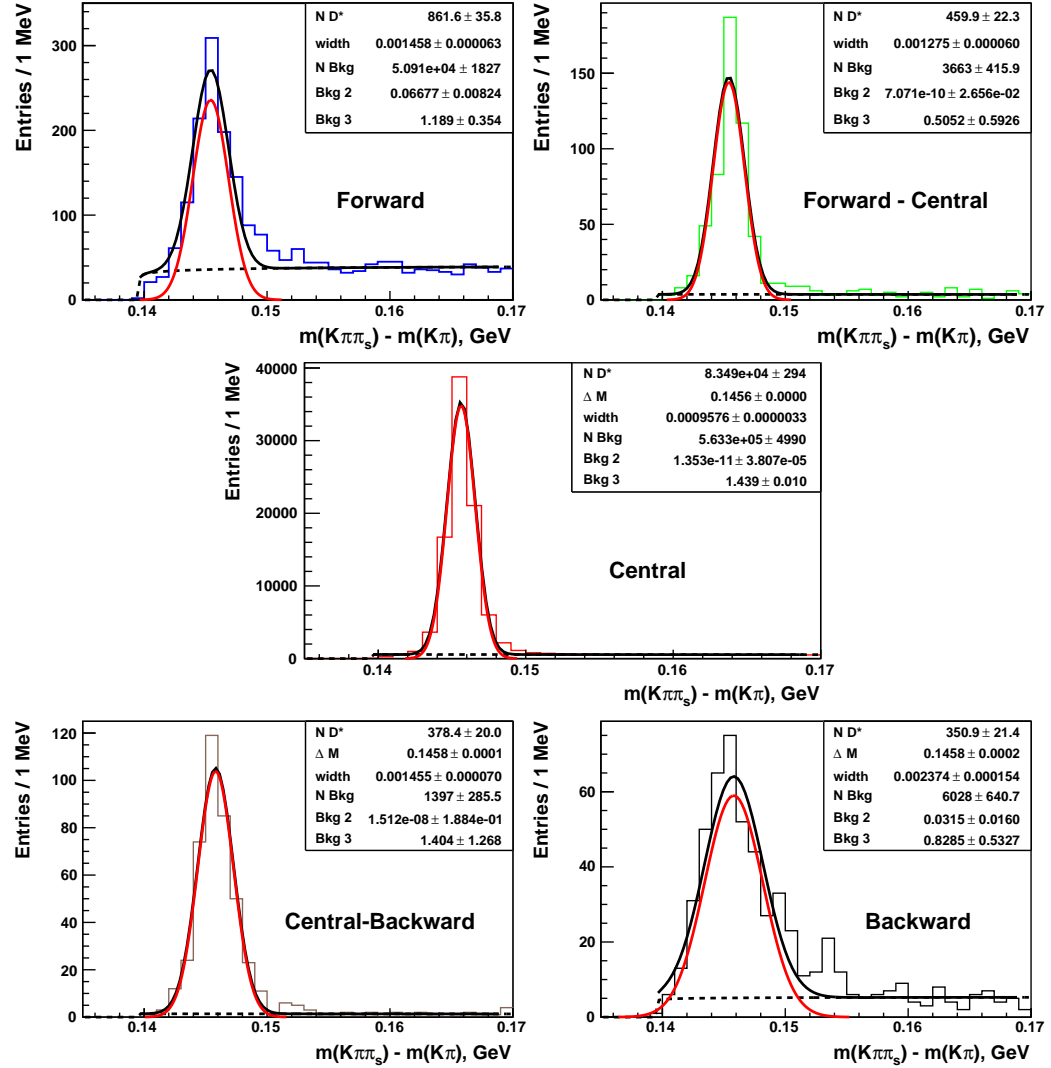 N D* 861.6 ± 35.8
width 0.001458 ± 0.000063
N Bkg 5.091e+04 ± 1827
Bkg 2 0.06677 ± 0.00824
Bkg 3 1.189 ± 0.354
Entries / 1 MeV
300
200
100
0
Forward
0.14 0.15 0.16 0.17
m(Kππs) - m(Kπ), GeV
N D* 459.9 ± 22.3
width 0.001275 ± 0.000060
N Bkg 3663 ± 415.9
Bkg 2 7.071e-10 ± 2.656e-02
Bkg 3 0.5052 ± 0.5926
Entries / 1 MeV
150
100
50
0
Forward - Central
0.14 0.15 0.16 0.17
m(Kππs) - m(Kπ), GeV
N D* 8.349e+04 ± 294
Δ M 0.1456 ± 0.0000
width 0.0009576 ± 0.0000033
N Bkg 5.633e+05 ± 4990
Bkg 2 1.353e-11 ± 3.807e-05
Bkg 3 1.439 ± 0.010
Entries / 1 MeV
40000
30000
20000
10000
0
Central
0.14 0.15 0.16 0.17
m(Kππs) - m(Kπ), GeV
N D* 378.4 ± 20.0
Δ M 0.1458 ± 0.0001
width 0.001455 ± 0.000070
N Bkg 1397 ± 285.5
Bkg 2 1.512e-08 ± 1.884e-01
Bkg 3 1.404 ± 1.268
Entries / 1 MeV
120
100
80
60
40
20
0
Central-Backward
0.14 0.15 0.16 0.17
m(Kππs) - m(Kπ), GeV
N D* 350.9 ± 21.4
Δ M 0.1458 ± 0.0002
width 0.002374 ± 0.000154
N Bkg 6028 ± 640.7
Bkg 2 0.0315 ± 0.0160
Bkg 3 0.8285 ± 0.5327
Entries / 1 MeV
60
40
20
0
Backward
0.14 0.15 0.16 0.17
m(Kππs) - m(Kπ), GeV